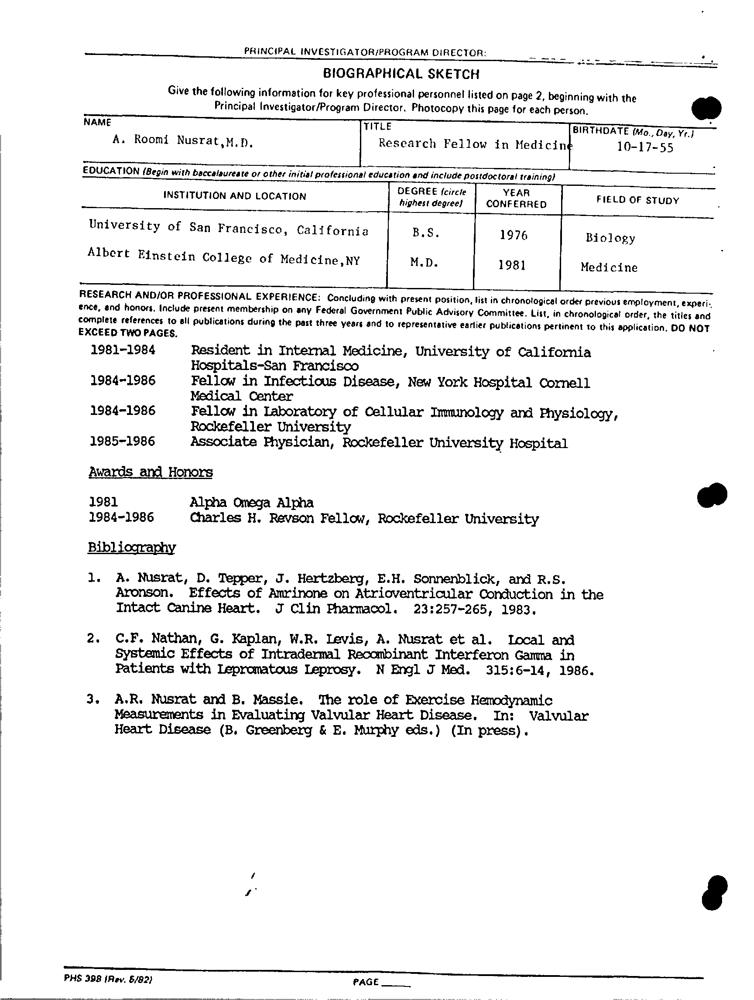 PRINCIPAL INVESTIGATOR/PROGRAM DIRECTOR:
BIOGRAPHICAL SKETCH
Give the following information for key professional personnel listed on page 2, beginning with the
Principal Investigator/Program Director. Photocopy this page for each person.
NAME TITLE BIRTHDATE (Mo., Day, Yr.)
A. Roomi Nusrat,M.D. Research Fellow in Medicine 10-17-55
EDUCATION (Begin with baccalaureate or other initial professional education and include postdoctoral training)
INSTITUTION AND LOCATION DEGREE (circle highest degree) YEAR CONFERRED FIELD OF STUDY
University of San Francisco, California B.S. 1976 Biology
Albert Einstein College of Medicine,NY M.D. 1981 Medicine
RESEARCH AND/OR PROFESSIONAL EXPERIENCE: Concluding with present position, list in chronological order previous employment, experi-
ence, and honors. Include present membership on any Federal Government Public Advisory Committee. List, in chronological order, the titles and
complete references to all publications during the past three years and to representative earlier publications pertinent to this application. DO NOT
EXCEED TWO PAGES.
1981-1984 Resident in Internal Medicine, University of California
Hospitals-San Francisco
1984-1986 Fellow in Infectious Disease, New York Hospital Cornell
Medical Center
1984-1986 Fellow in Laboratory of Cellular Immunology and Physiology,
Rockefeller University
1985-1986 Associate Physician, Rockefeller University Hospital
Awards and Honors
1981 Alpha Omega Alpha
1984-1986 Charles H. Revson Fellow, Rockefeller University
Bibliography
1. A. Nusrat, D. Tepper, J. Hertzberg, E.H. Sonnenblick, and R.S.
Aronson. Effects of Amrinone on Atrioventricular Conduction in the
Intact Canine Heart. J Clin Pharmacol. 23:257-265, 1983.
2. C.F. Nathan, G. Kaplan, W.R. Levis, A. Nusrat et al. Local and
Systemic Effects of Intradermal Recombinant Interferon Gamma in
Patients with Lepromatous Leprosy. N Engl J Med. 315:6-14, 1986.
3. A.R. Nusrat and B. Massie. The role of Exercise Hemodynamic
Measurements in Evaluating Valvular Heart Disease. In: Valvular
Heart Disease (B. Greenberg & E. Murphy eds.) (In press).
PHS 398 (Rev. 5/82) PAGE